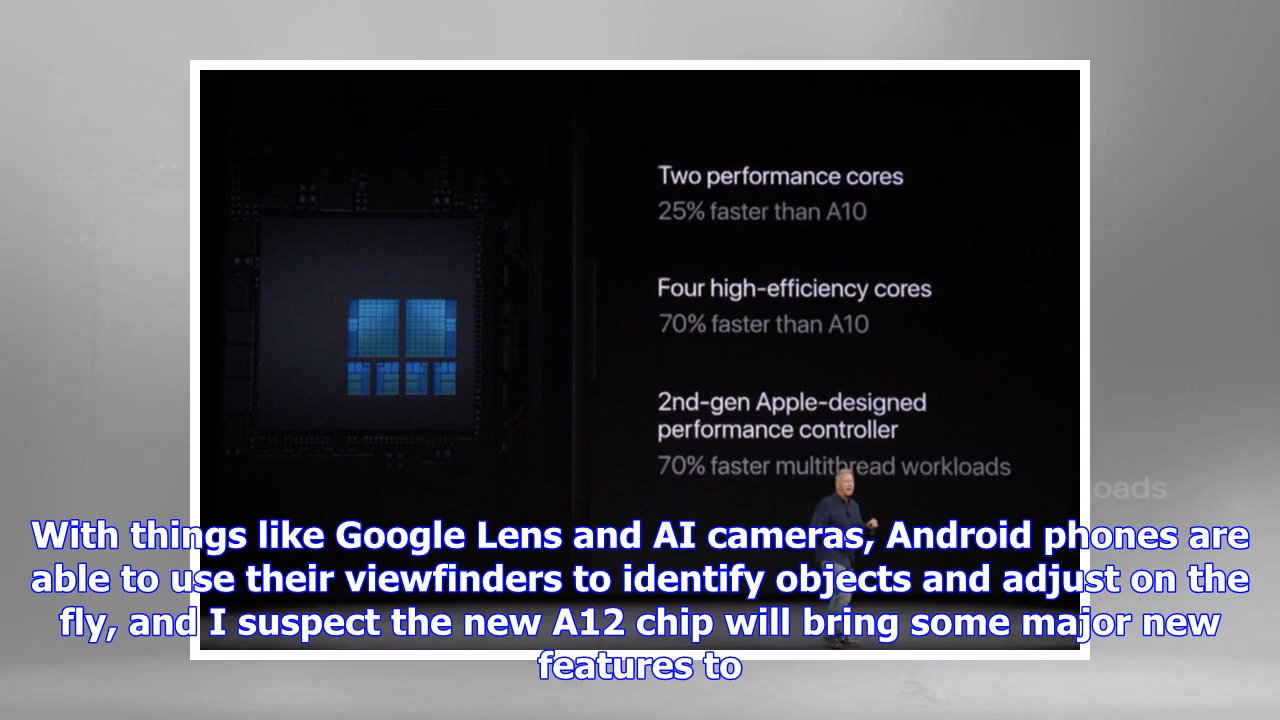 Two performance cores
25% faster than A10
Four high-efficiency cores
70% faster than A10
2nd-gen Apple-designed
performance controller
70% faster multithread workloads
oads
With things like Google Lens and AI cameras, Android phones are
able to use their viewfinders to identify objects and adjust on the
fly, and I suspect the new A12 chip will bring some major new
features to